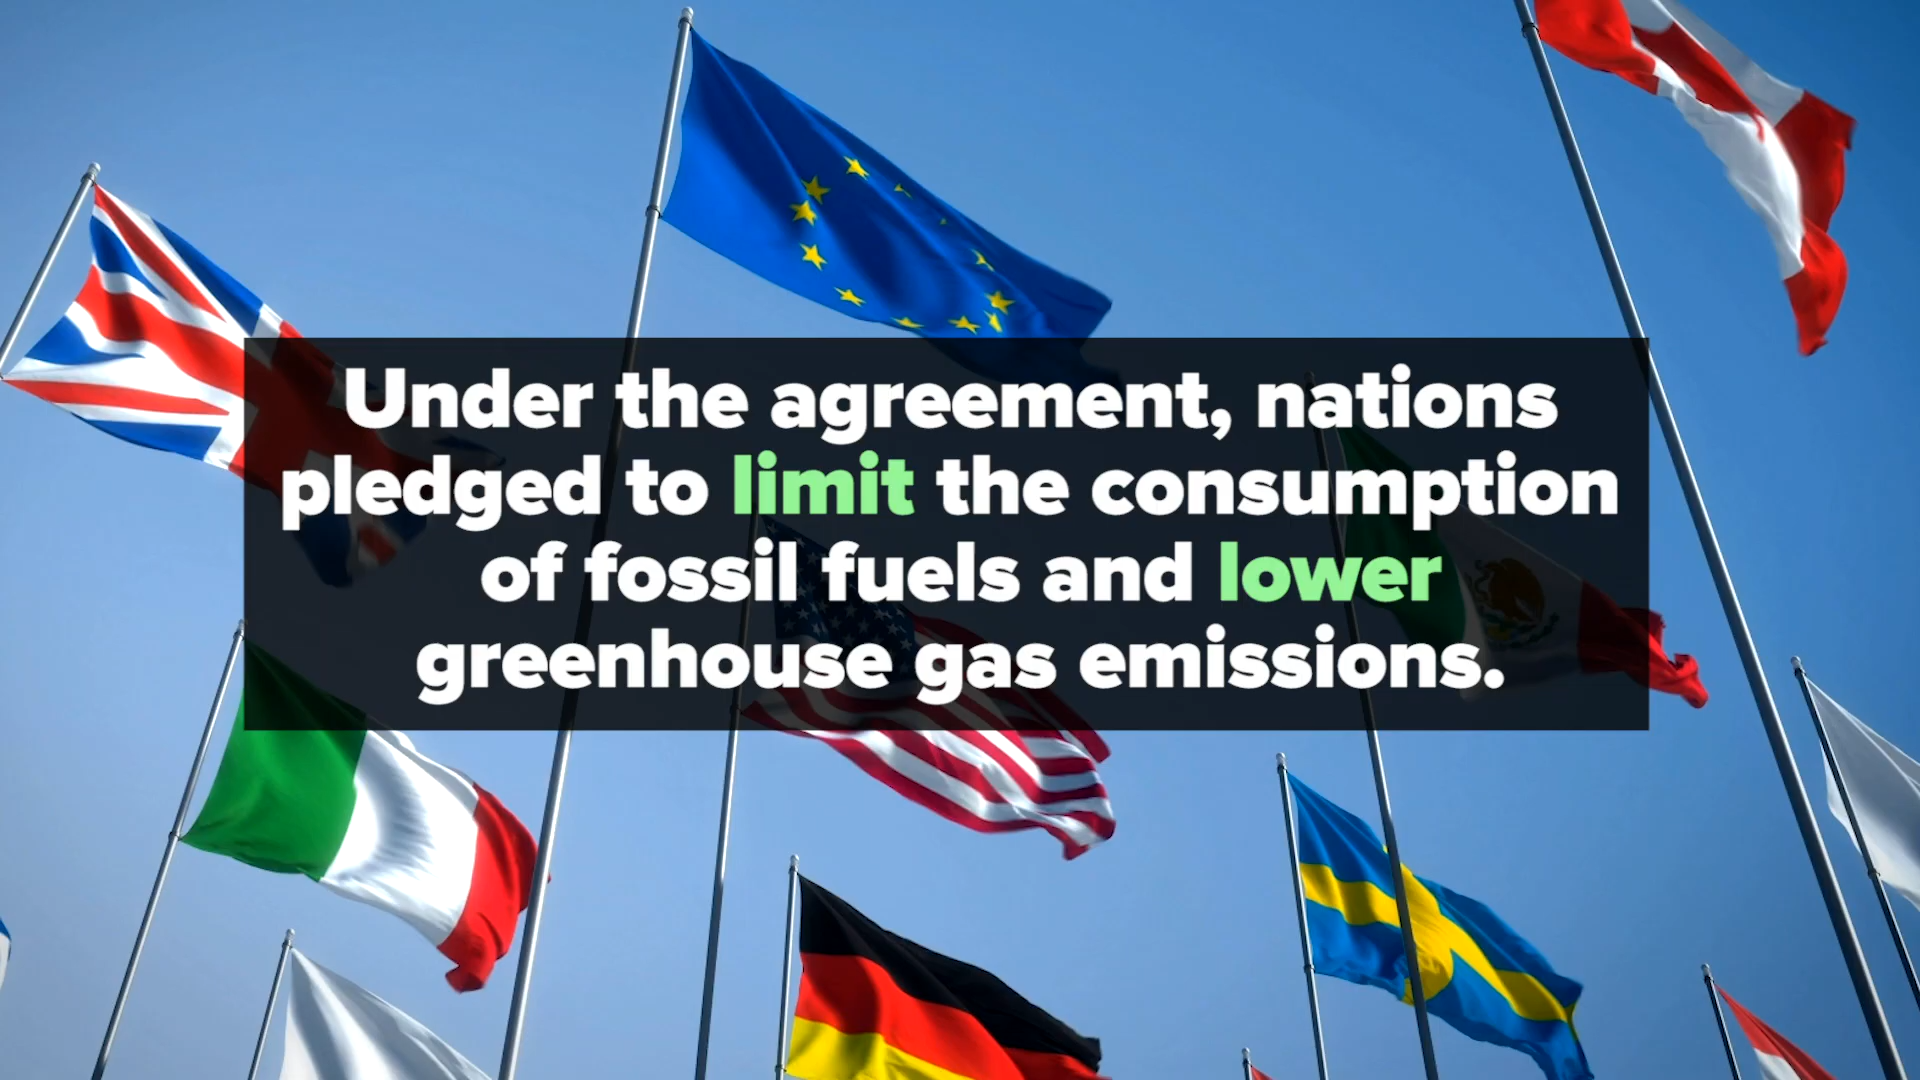 Under the agreement, nations
pledged to limit the consumption
of fossil fuels and lower
greenhouse gas emissions.